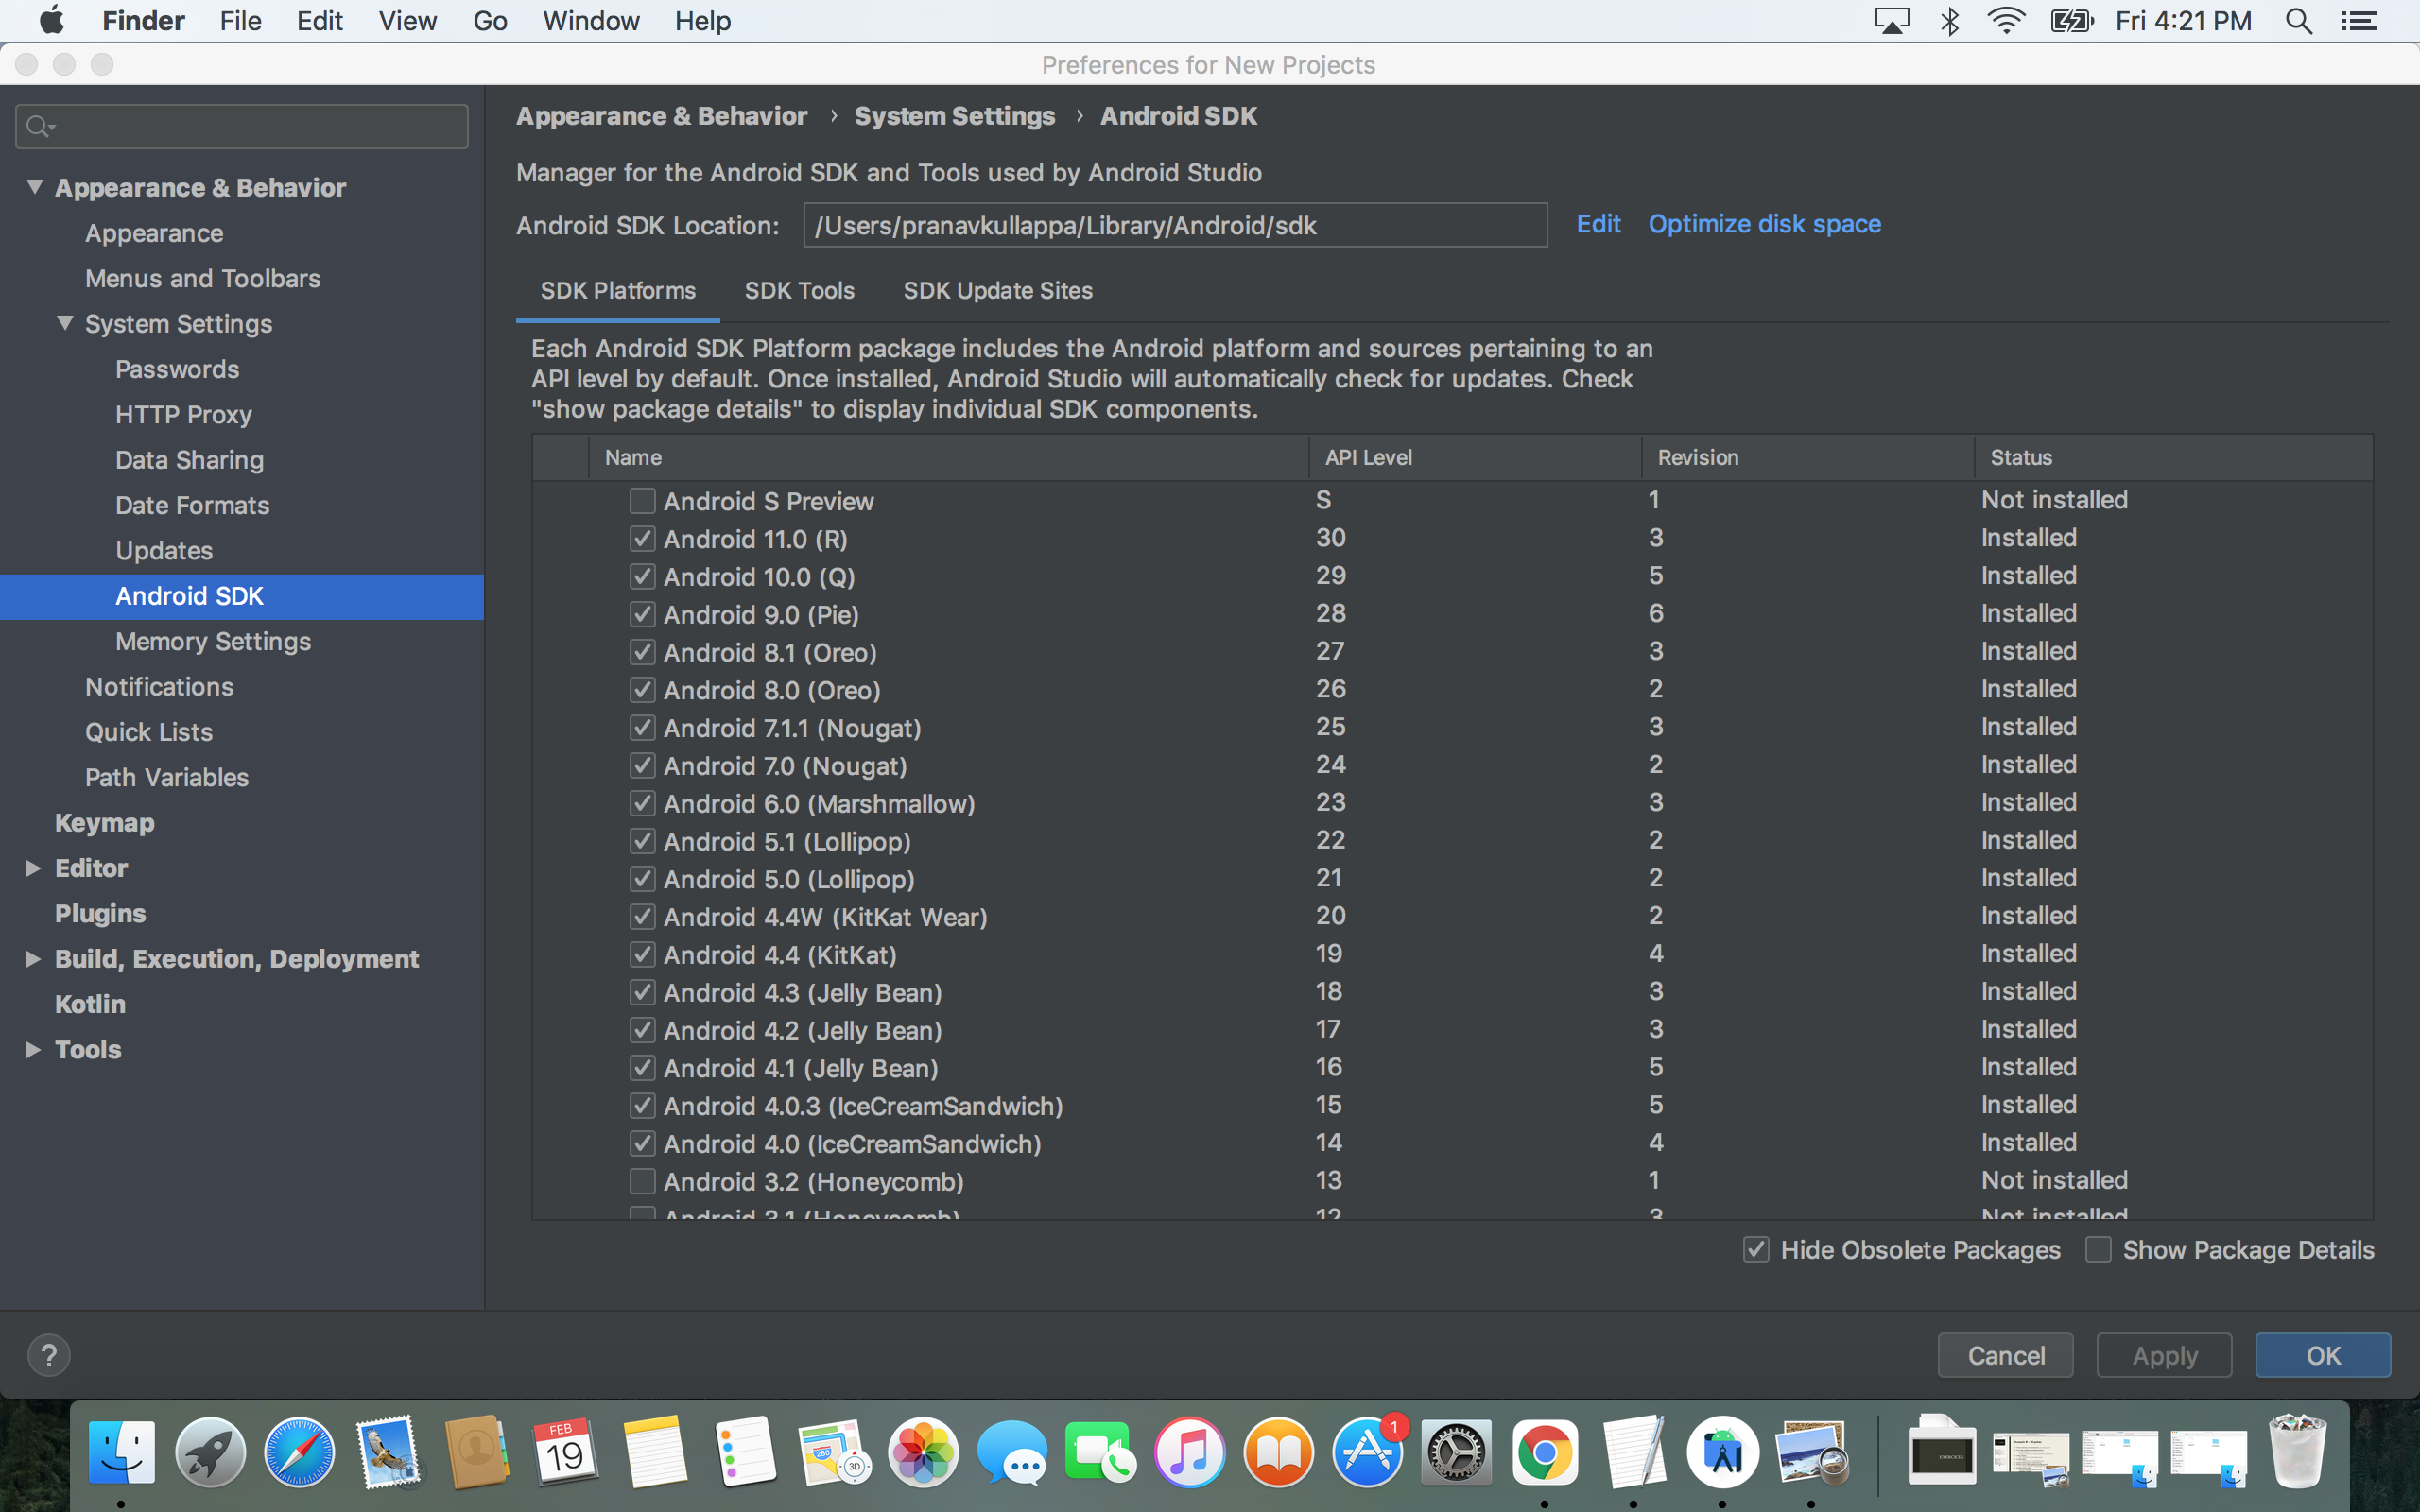 Finder File Edit View Go Window Help Fri 4:21 PM
Preferences for New Projects
Appearance & Behavior › System Settings › Android SDK
Manager for the Android SDK and Tools used by Android Studio
Android SDK Location: /Users/pranavkullappa/Library/Android/sdk Edit Optimize disk space
SDK Platforms SDK Tools SDK Update Sites
Each Android SDK Platform package includes the Android platform and sources pertaining to an
API level by default. Once installed, Android Studio will automatically check for updates. Check
"show package details" to display individual SDK components.
Appearance & Behavior
Appearance
Menus and Toolbars
System Settings
Passwords
HTTP Proxy
Data Sharing
Date Formats
Updates
Android SDK
Memory Settings
Notifications
Quick Lists
Path Variables
Keymap
Editor
Plugins
Build, Execution, Deployment
Kotlin
Tools
Name API Level Revision Status
Android S Preview S 1 Not installed
Android 11.0 (R) 30 3 Installed
Android 10.0 (Q) 29 5 Installed
Android 9.0 (Pie) 28 6 Installed
Android 8.1 (Oreo) 27 3 Installed
Android 8.0 (Oreo) 26 2 Installed
Android 7.1.1 (Nougat) 25 3 Installed
Android 7.0 (Nougat) 24 2 Installed
Android 6.0 (Marshmallow) 23 3 Installed
Android 5.1 (Lollipop) 22 2 Installed
Android 5.0 (Lollipop) 21 2 Installed
Android 4.4W (KitKat Wear) 20 2 Installed
Android 4.4 (KitKat) 19 4 Installed
Android 4.3 (Jelly Bean) 18 3 Installed
Android 4.2 (Jelly Bean) 17 3 Installed
Android 4.1 (Jelly Bean) 16 5 Installed
Android 4.0.3 (IceCreamSandwich) 15 5 Installed
Android 4.0 (IceCreamSandwich) 14 4 Installed
Android 3.2 (Honeycomb) 13 1 Not installed
Android 3.1 (Honeycomb) 12 3 Not installed
Hide Obsolete Packages Show Package Details
? Cancel Apply OK
FEB
19
280
3D
1